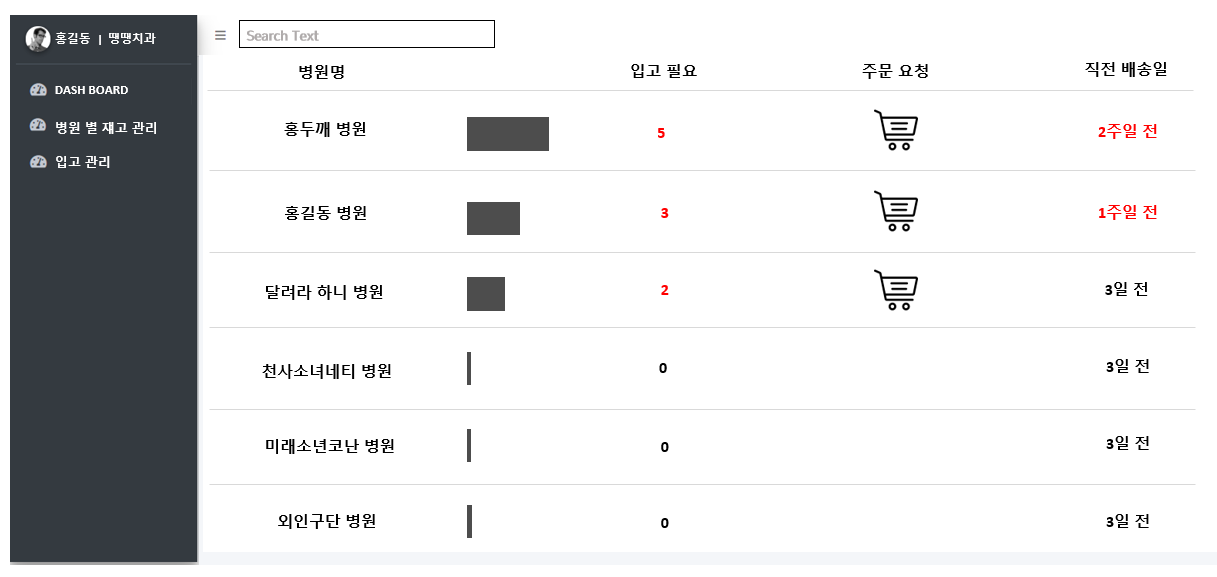 홍길동 | 땡땡치과
DASH BOARD
병원 별 재고 관리
입고 관리
Search Text
병원명 입고 필요 주문 요청 직전 배송일
홍두깨 병원 5 2주일 전
홍길동 병원 3 1주일 전
달려라 하니 병원 2 3일 전
천사소녀네티 병원 0 3일 전
미래소년코난 병원 0 3일 전
외인구단 병원 0 3일 전